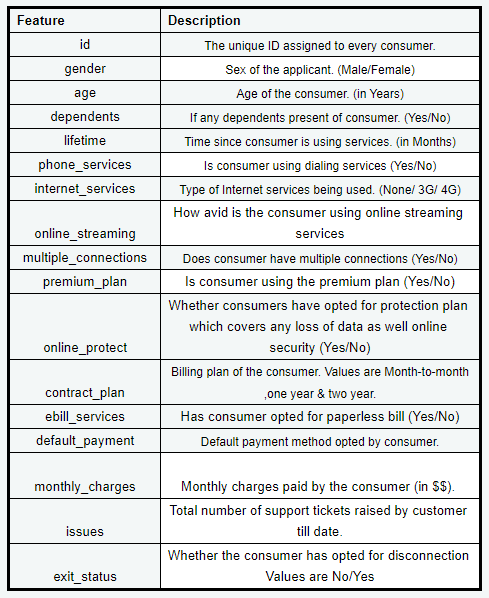 Feature Description
id The unique ID assigned to every consumer.
gender Sex of the applicant. (Male/Female)
age Age of the consumer. (in Years)
dependents If any dependents present of consumer. (Yes/No)
lifetime Time since consumer is using services. (in Months)
phone_services Is consumer using dialing services (Yes/No)
internet_services Type of Internet services being used. (None/ 3G/ 4G)
How avid is the consumer using online streaming
online_streaming services
multiple_connections Does consumer have multiple connections (Yes/No)
premium_plan Is consumer using the premium plan (Yes/No)
Whether consumers have opted for protection plan
which covers any loss of data as well online
online_protect security (Yes/No)
Billing plan of the consumer. Values are Month-to-month
contract_plan ,one year & two year.
ebill_services Has consumer opted for paperless bill (Yes/No)
default_payment Default payment method opted by consumer.
monthly_charges Monthly charges paid by the consumer (in $$).
Total number of support tickets raised by customer
issues till date.
Whether the consumer has opted for disconnection
exit_status Values are No/Yes